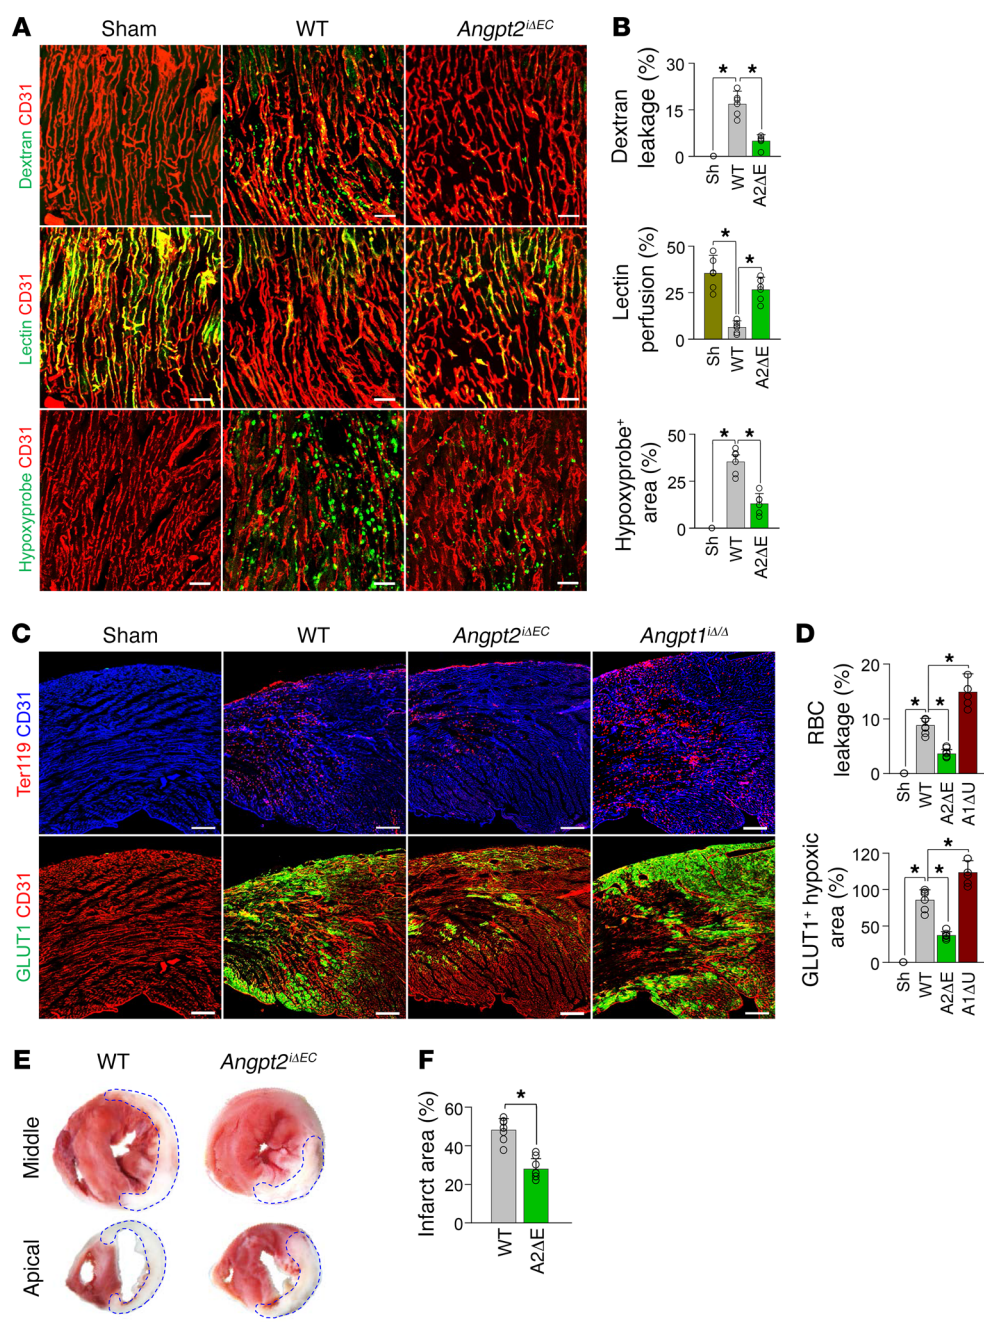 A
Sham
WT
Angpt2iΔEC
Dextran CD31
Lectin CD31
Hypoxyprobe CD31
B
Dextran
leakage (%)
30
15
0
* *
Sh
WT
A2ΔE
Lectin
perfusion (%)
50
25
0
*
*
Sh
WT
A2ΔE
Hypoxyprobe+
area (%)
50
25
0
* *
Sh
WT
A2ΔE
C
Sham
WT
Angpt2iΔEC
Angpt1iΔ/Δ
Ter119 CD31
GLUT1 CD31
D
RBC
leakage (%)
20
10
0
*
* *
Sh
WT
A2ΔE
A1ΔU
GLUT1+ hypoxic
area (%)
120
100
50
0
*
* *
Sh
WT
A2ΔE
A1ΔU
E
WT
Angpt2iΔEC
Middle
Apical
F
Infarct area (%)
60
40
20
0
*
WT
A2ΔE